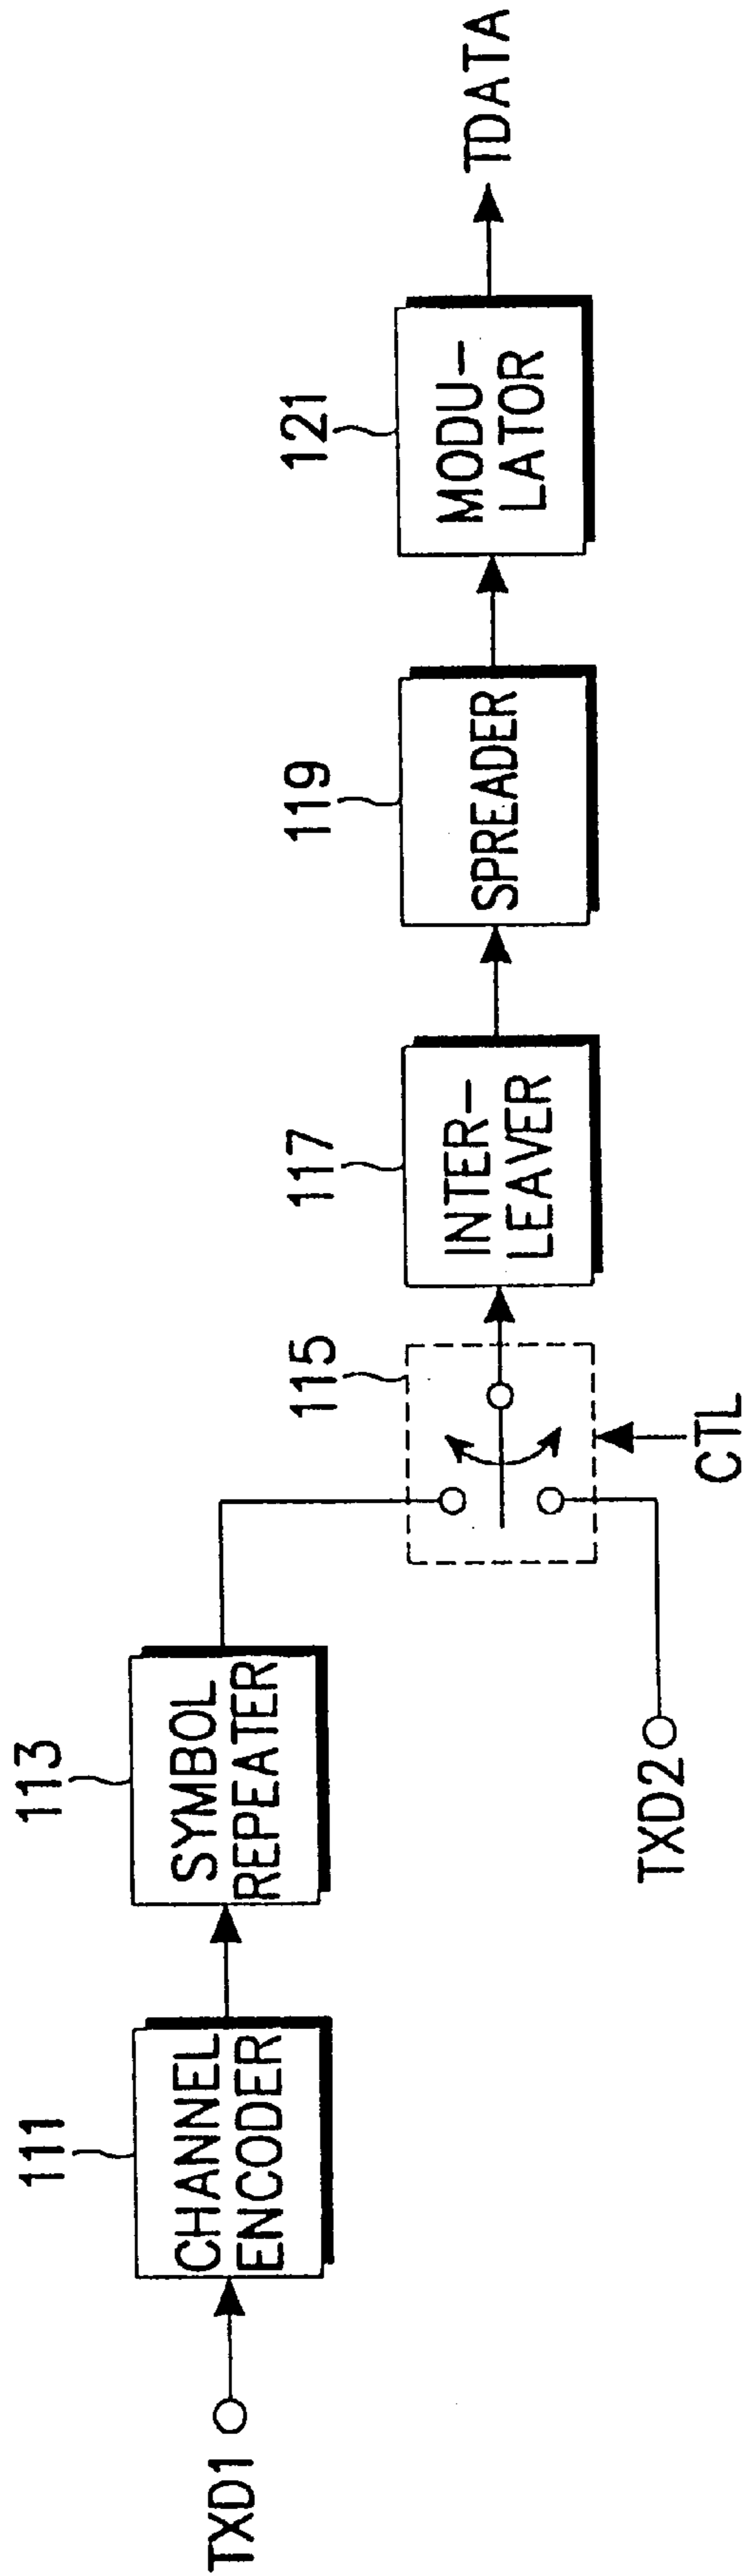 TXD1
111
CHANNEL
ENCODER
113
SYMBOL
REPEATER
TXD2
115
CTL
117
INTER-
LEAVER
119
SPREADER
121
MODU-
LATOR
TDATA